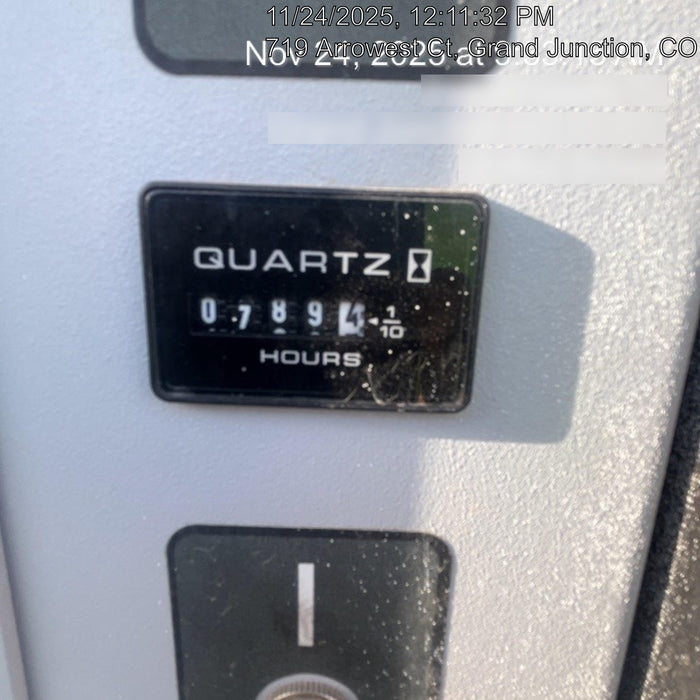 11/24/2025, 12:11:32 PM
719 Arrowest Ct, Grand Junction, CO
Nov 24, 2025 at
QUARTZ
0 7 8 9 4 1/10
HOURS